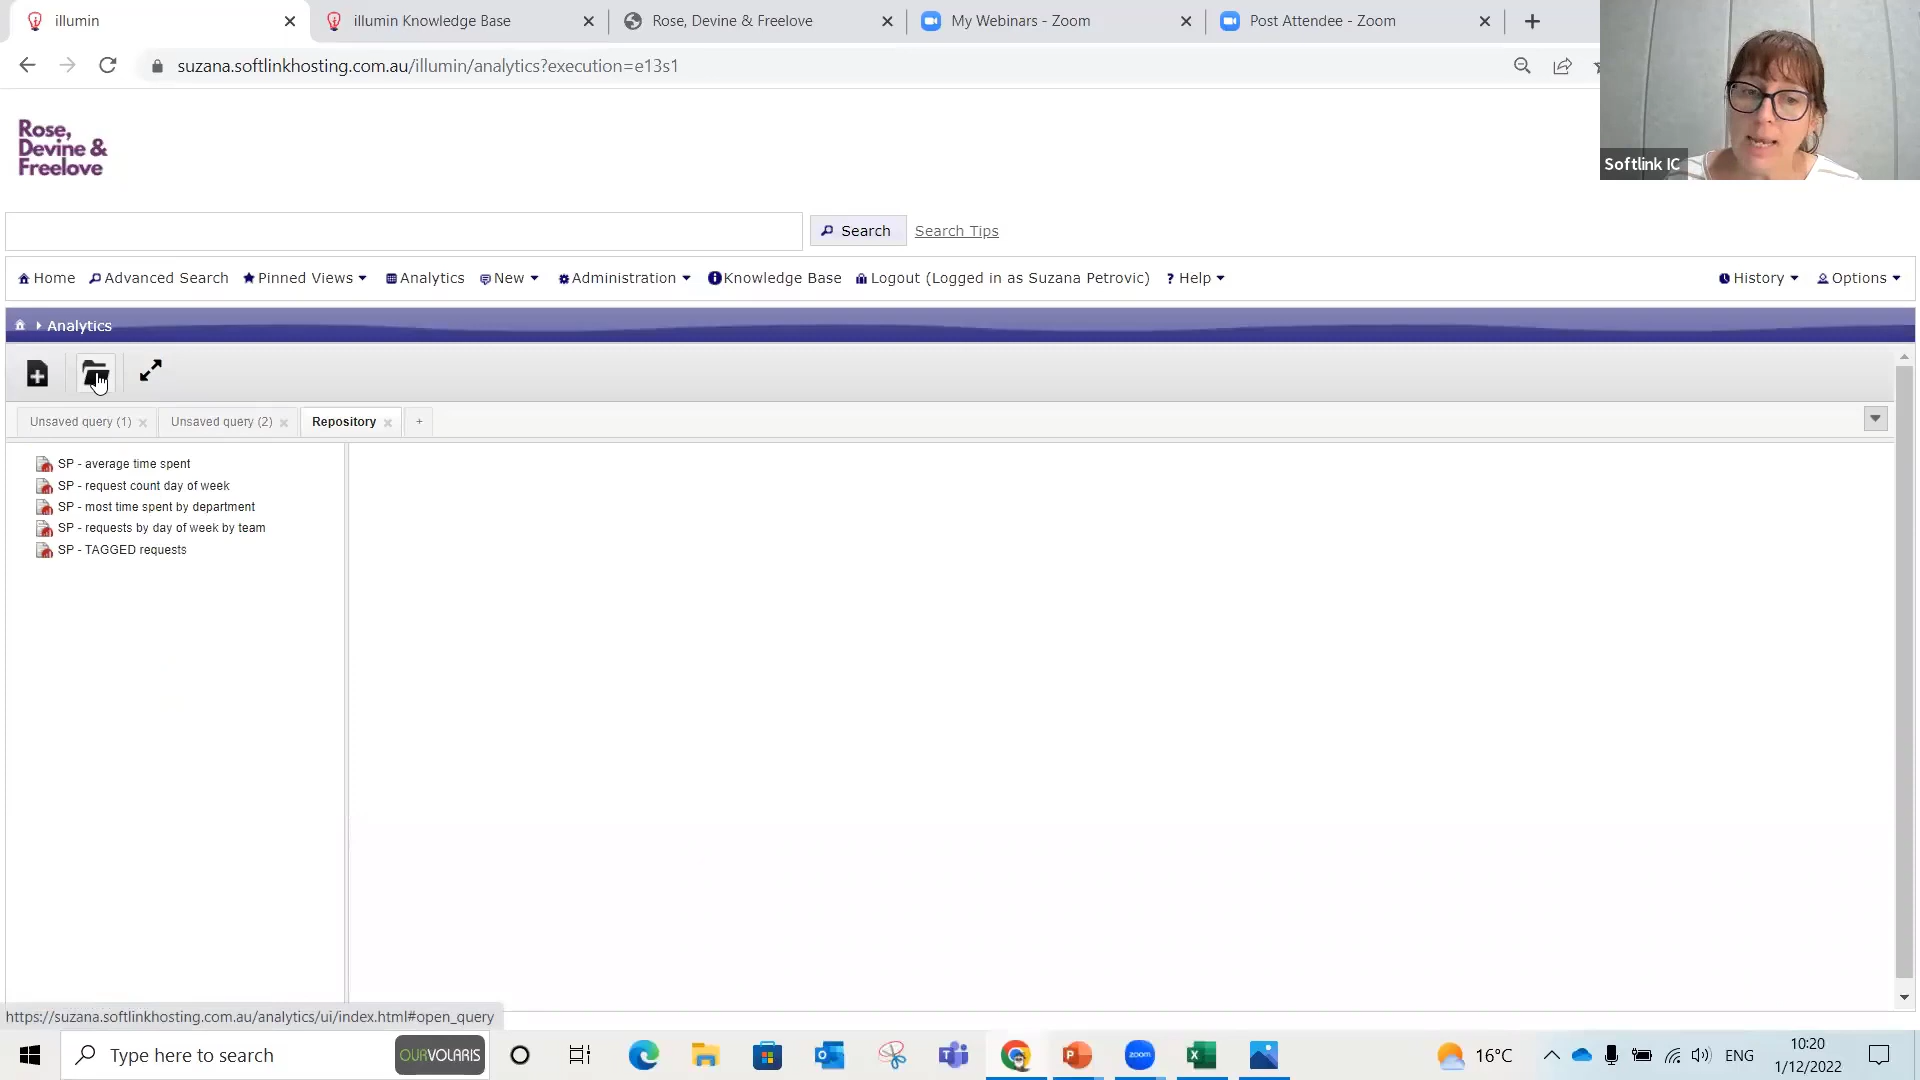 illumin
illumin Knowledge Base
Rose, Devine & Freelove
My Webinars - Zoom
Post Attendee - Zoom
suzana.softlinkhosting.com.au/illumin/analytics?execution=e13s1
Softlink IC
Rose,
Devine &
Freelove
Search Search Tips
Home Advanced Search Pinned Views Analytics New Administration Knowledge Base Logout (Logged in as Suzana Petrovic) ? Help History Options
Analytics
Unsaved query (1) Unsaved query (2) Repository +
SP - average time spent
SP - request count day of week
SP - most time spent by department
SP - requests by day of week by team
SP - TAGGED requests
https://suzana.softlinkhosting.com.au/analytics/ui/index.html#open_query
Type here to search OURVOLARIS zoom 16°C ENG
10:20
1/12/2022